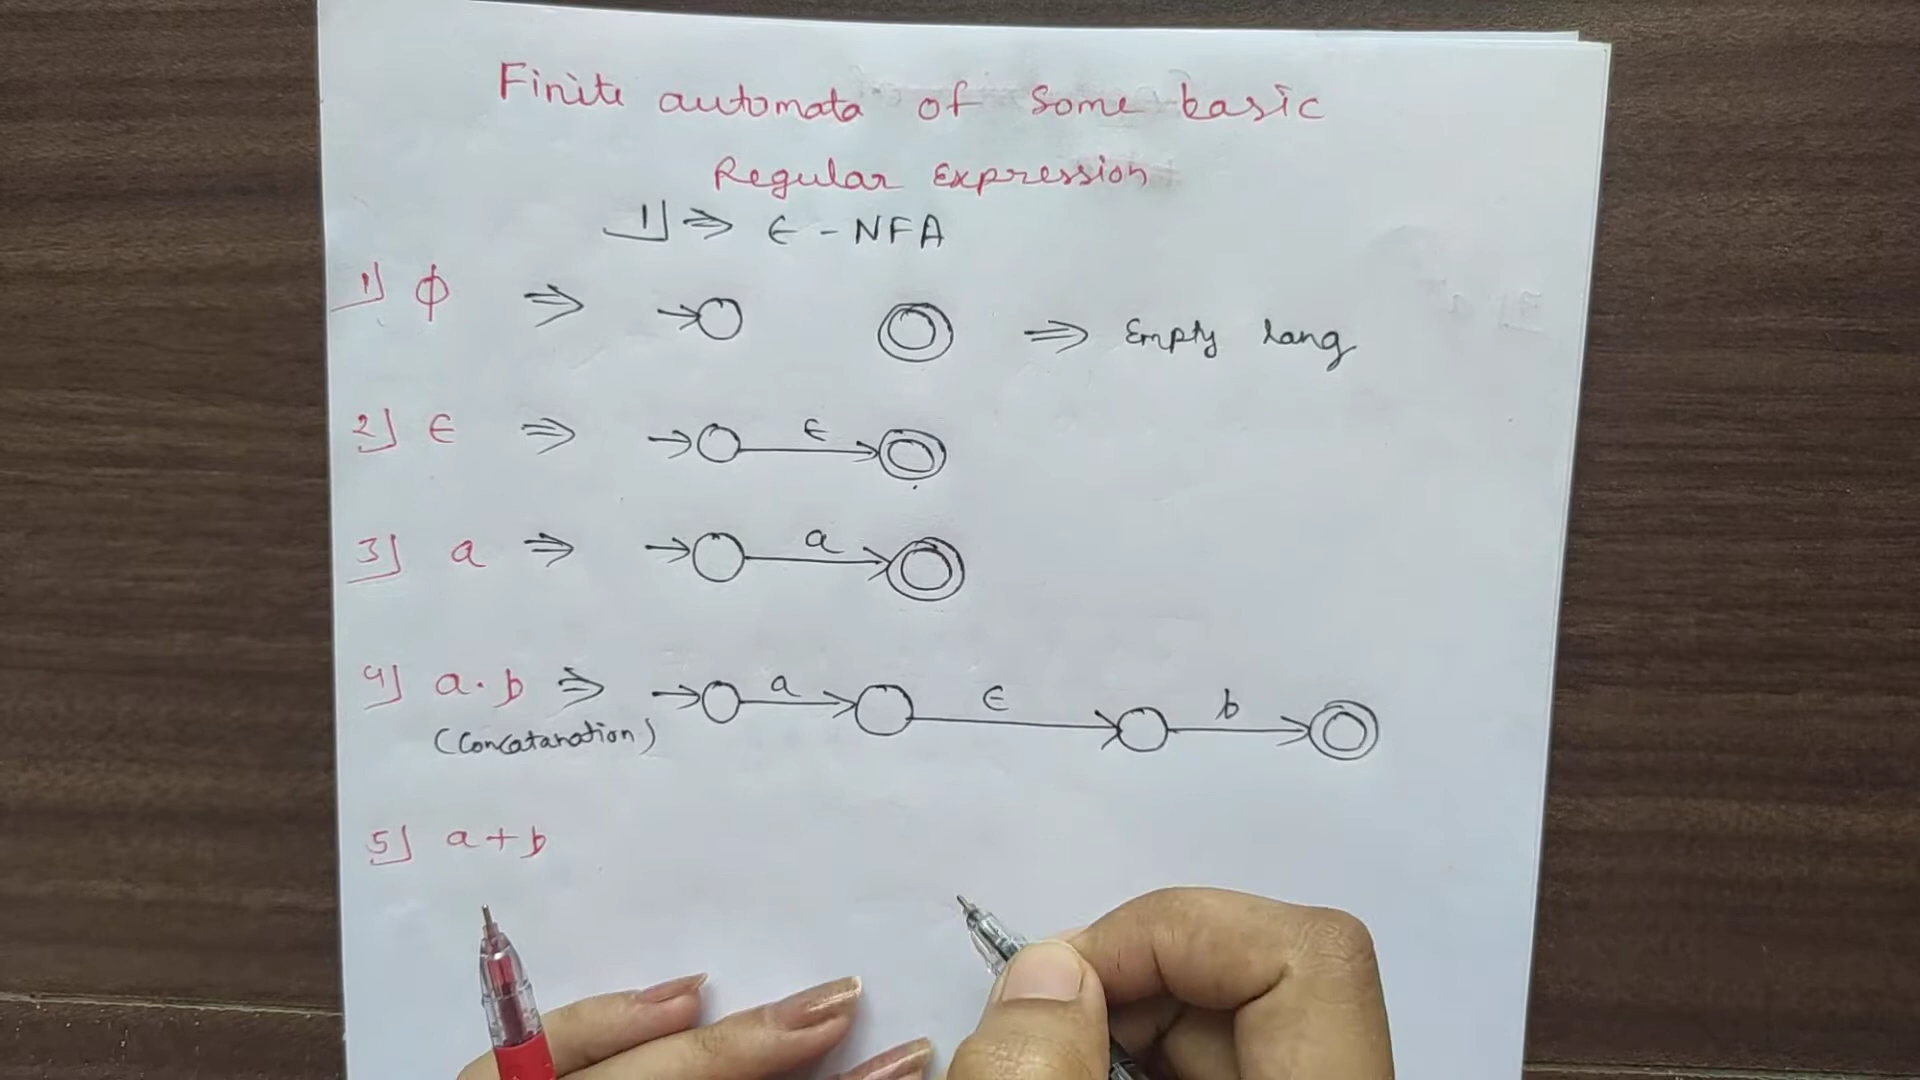 Finite automata of some basic
Regular Expression
1] ⇒ ϵ - NFA
1] ϕ ⇒ ⇒ Empty lang
2] ϵ ⇒ ϵ
3] a ⇒ a
4] a . b ⇒ a ϵ b
(Concatanation)
5] a + b